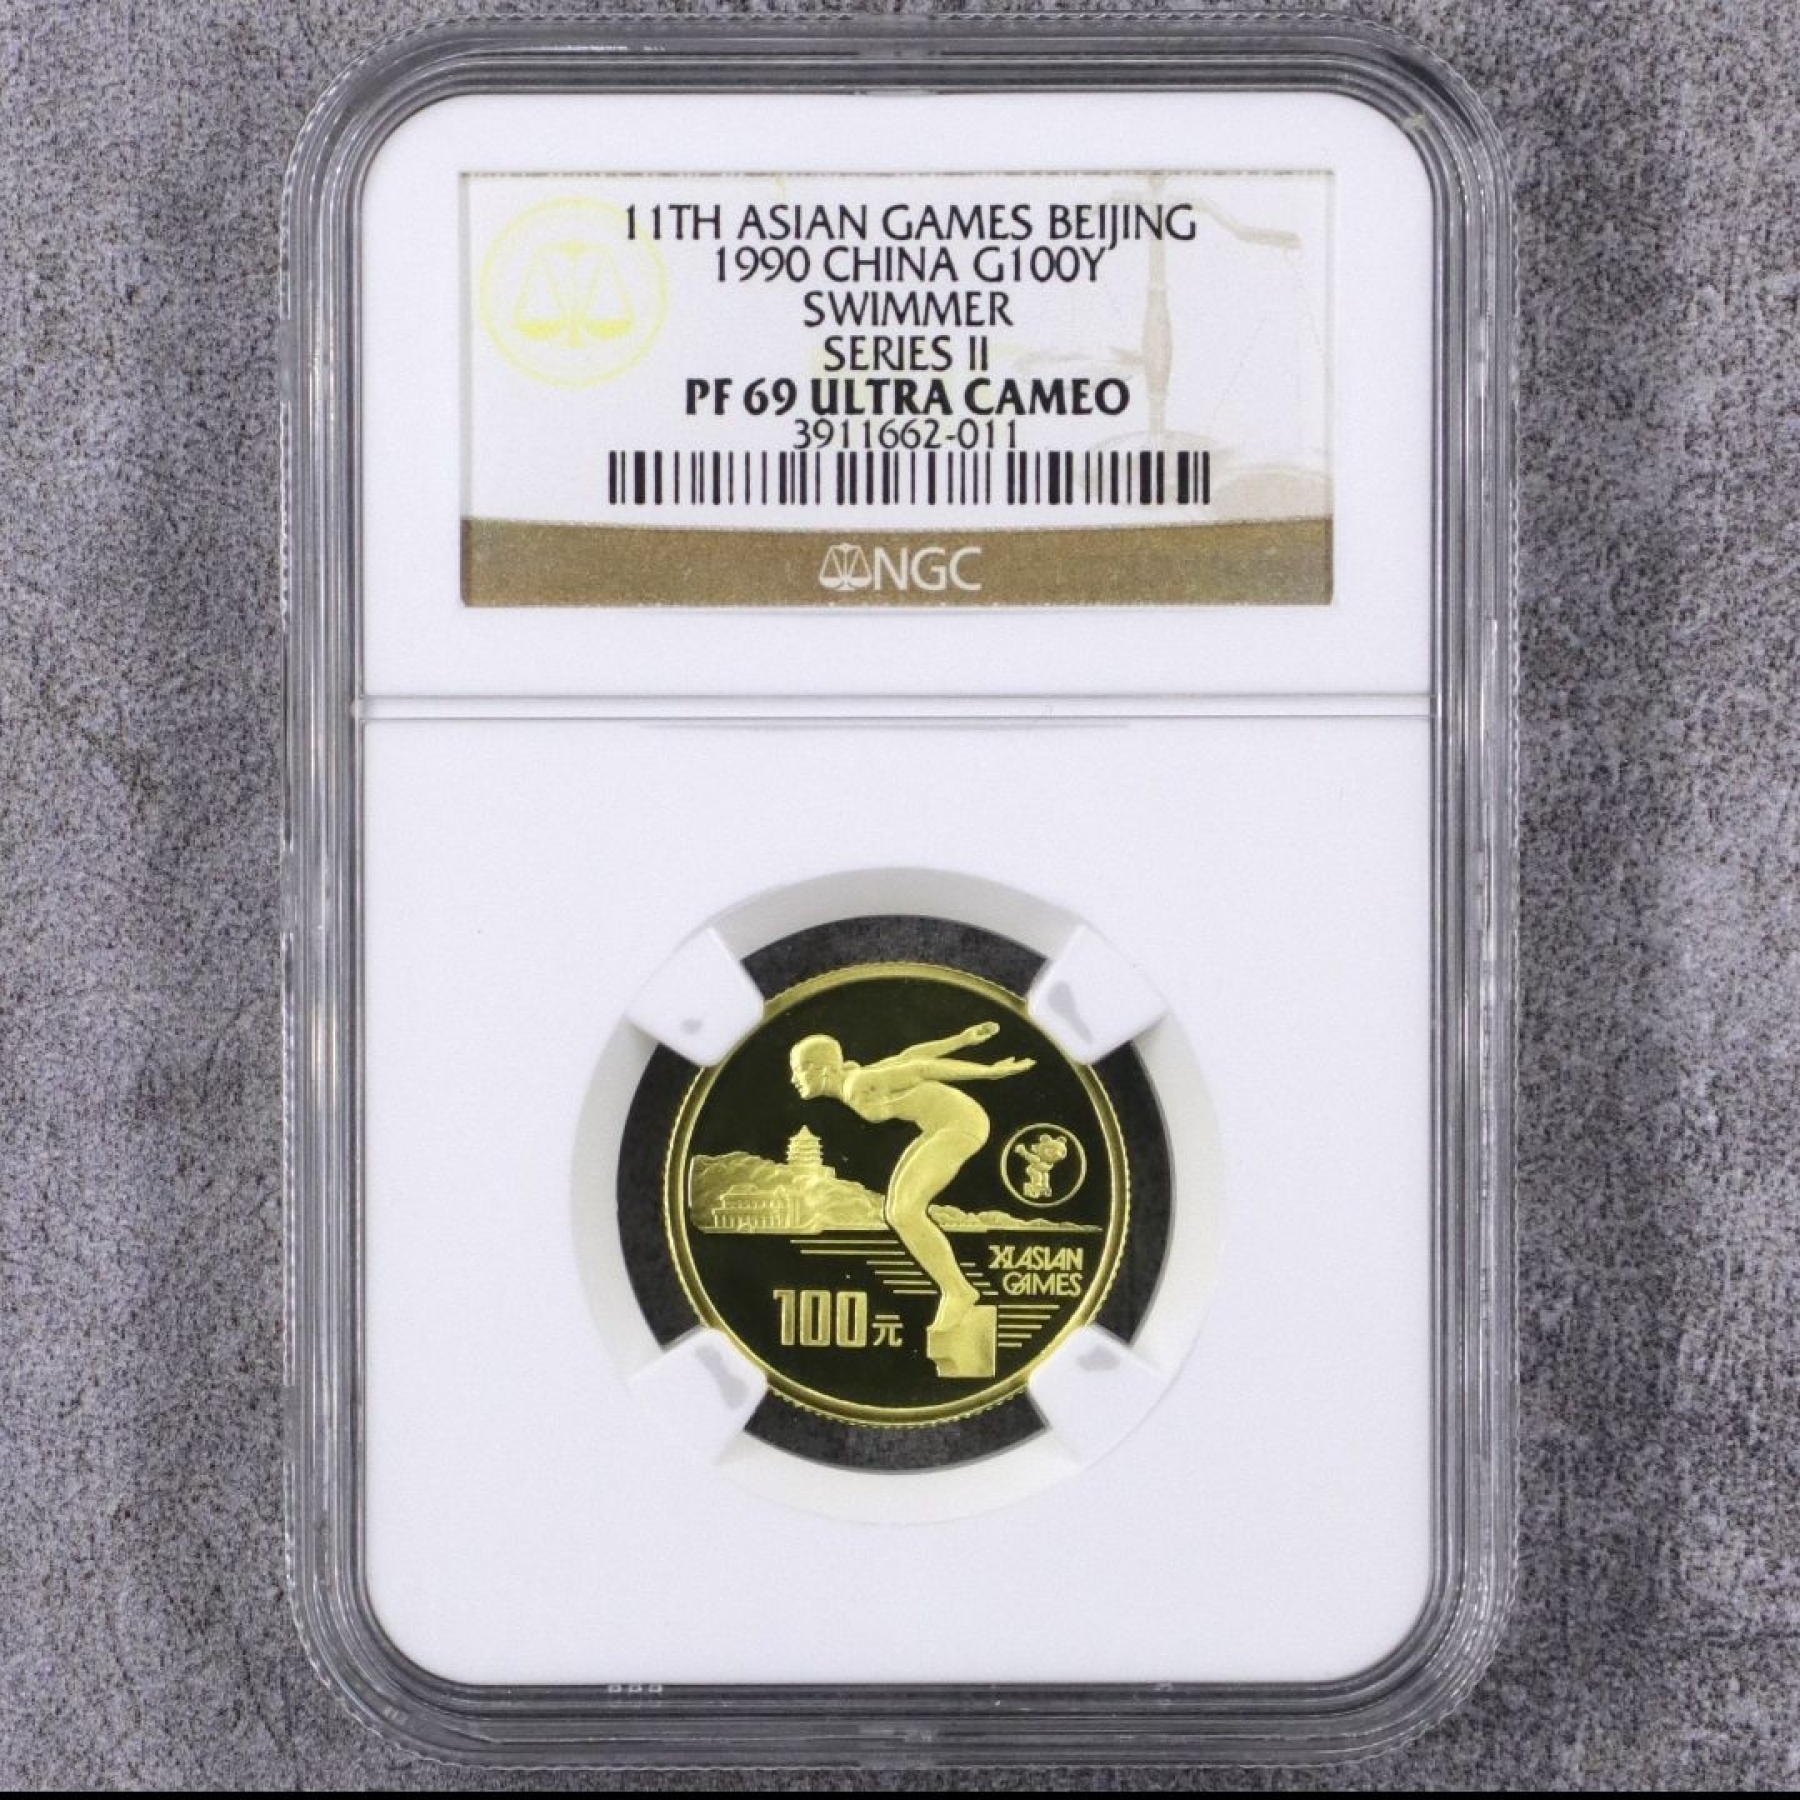 11TH ASIAN GAMES BEIJING
1990 CHINA G100Y
SWIMMER
SERIES II
PF 69 ULTRA CAMEO
3911662-011
NGC
XI ASIAN
GAMES
100元